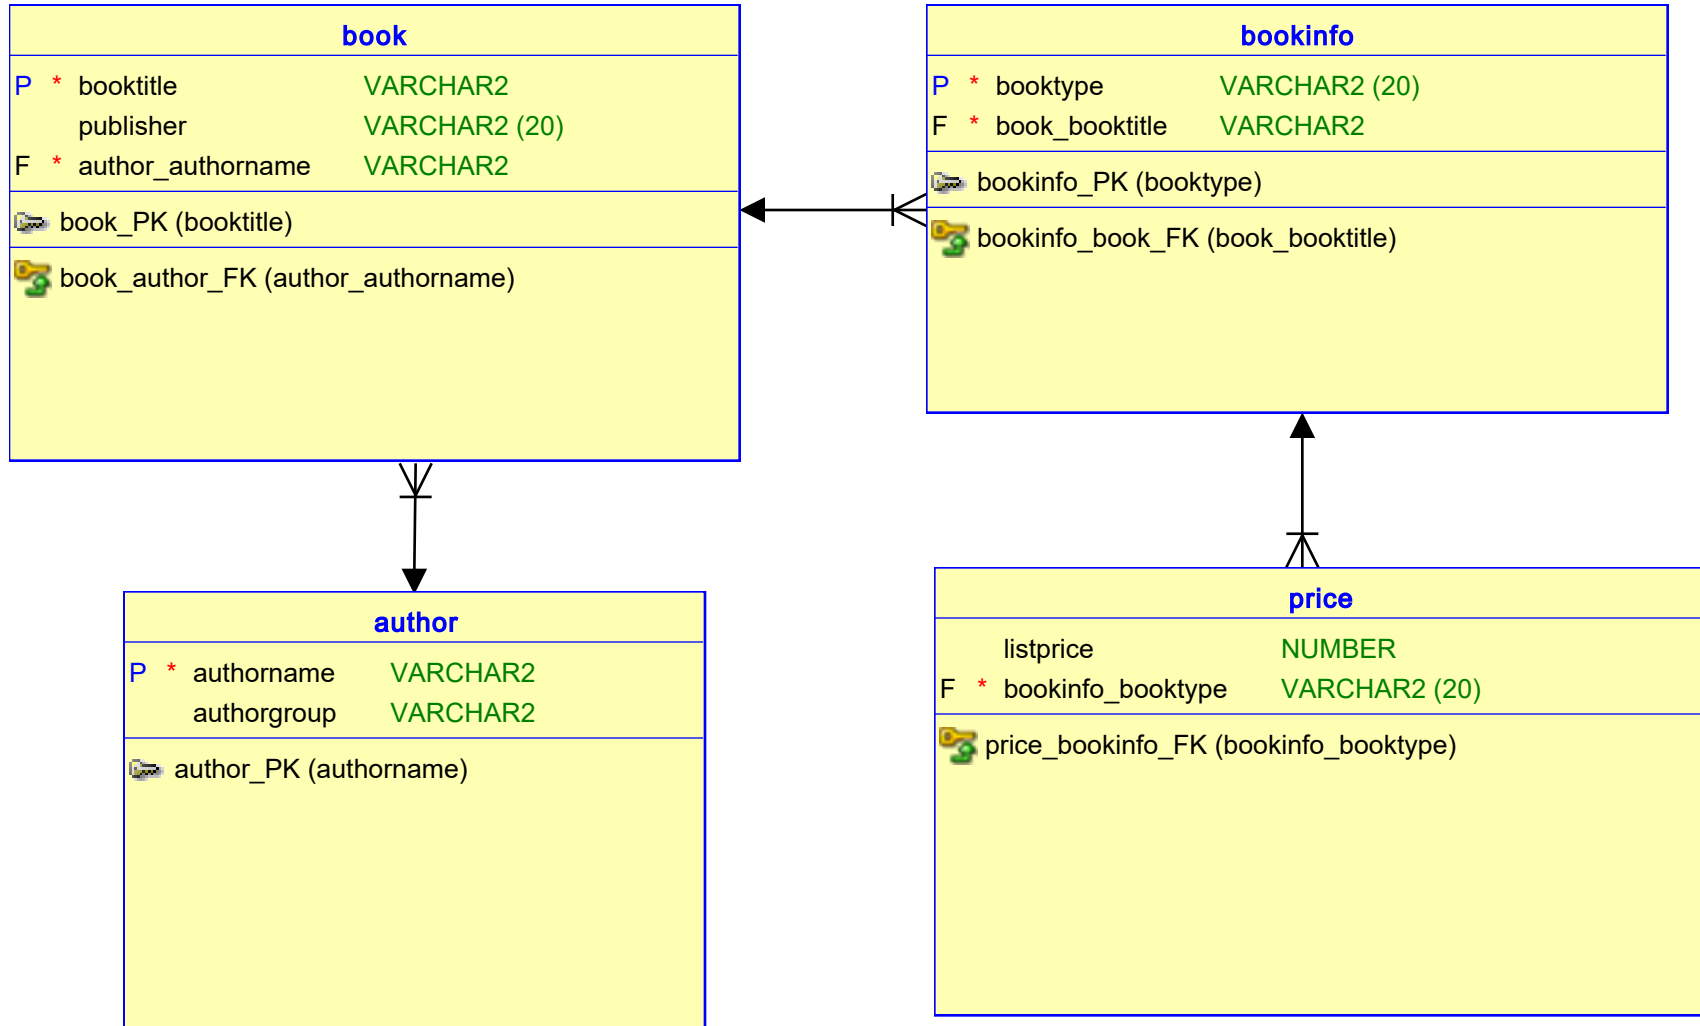 book
P * booktitle VARCHAR2
publisher VARCHAR2 (20)
F * author_authorname VARCHAR2
book_PK (booktitle)
book_author_FK (author_authorname)
bookinfo
P * booktype VARCHAR2 (20)
F * book_booktitle VARCHAR2
bookinfo_PK (booktype)
bookinfo_book_FK (book_booktitle)
author
P * authorname VARCHAR2
authorgroup VARCHAR2
author_PK (authorname)
price
listprice NUMBER
F * bookinfo_booktype VARCHAR2 (20)
price_bookinfo_FK (bookinfo_booktype)